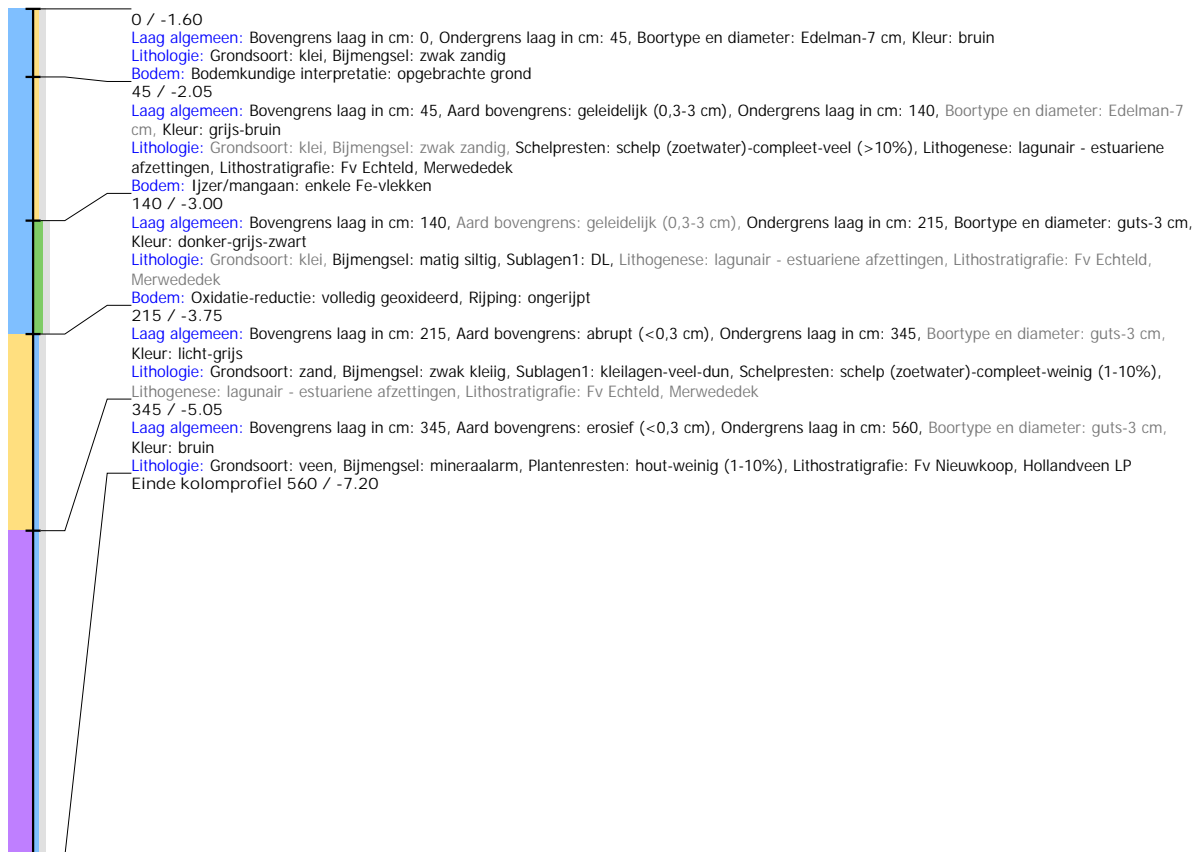 0 / -1.60
Laag algemeen: Bovengrens laag in cm: 0, Ondergrens laag in cm: 45, Boortype en diameter: Edelman-7 cm, Kleur: bruin
Lithologie: Grondsoort: klei, Bijmengsel: zwak zandig
Bodem: Bodemkundige interpretatie: opgebrachte grond
45 / -2.05
Laag algemeen: Bovengrens laag in cm: 45, Aard bovengrens: geleidelijk (0,3-3 cm), Ondergrens laag in cm: 140, Boortype en diameter: Edelman-7
cm, Kleur: grijs-bruin
Lithologie: Grondsoort: klei, Bijmengsel: zwak zandig, Schelpresten: schelp (zoetwater)-compleet-veel (>10%), Lithogenese: lagunair - estuariene
afzettingen, Lithostratigrafie: Fv Echteld, Merwededek
Bodem: Ijzer/mangaan: enkele Fe-vlekken
140 / -3.00
Laag algemeen: Bovengrens laag in cm: 140, Aard bovengrens: geleidelijk (0,3-3 cm), Ondergrens laag in cm: 215, Boortype en diameter: guts-3 cm,
Kleur: donker-grijs-zwart
Lithologie: Grondsoort: klei, Bijmengsel: matig siltig, Sublagen1: DL, Lithogenese: lagunair - estuariene afzettingen, Lithostratigrafie: Fv Echteld,
Merwededek
Bodem: Oxidatie-reductie: volledig geoxideerd, Rijping: ongerijpt
215 / -3.75
Laag algemeen: Bovengrens laag in cm: 215, Aard bovengrens: abrupt (<0,3 cm), Ondergrens laag in cm: 345, Boortype en diameter: guts-3 cm,
Kleur: licht-grijs
Lithologie: Grondsoort: zand, Bijmengsel: zwak kleiig, Sublagen1: kleilagen-veel-dun, Schelpresten: schelp (zoetwater)-compleet-weinig (1-10%),
Lithogenese: lagunair - estuariene afzettingen, Lithostratigrafie: Fv Echteld, Merwededek
345 / -5.05
Laag algemeen: Bovengrens laag in cm: 345, Aard bovengrens: erosief (<0,3 cm), Ondergrens laag in cm: 560, Boortype en diameter: guts-3 cm,
Kleur: bruin
Lithologie: Grondsoort: veen, Bijmengsel: mineraalarm, Plantenresten: hout-weinig (1-10%), Lithostratigrafie: Fv Nieuwkoop, Hollandveen LP
Einde kolomprofiel 560 / -7.20